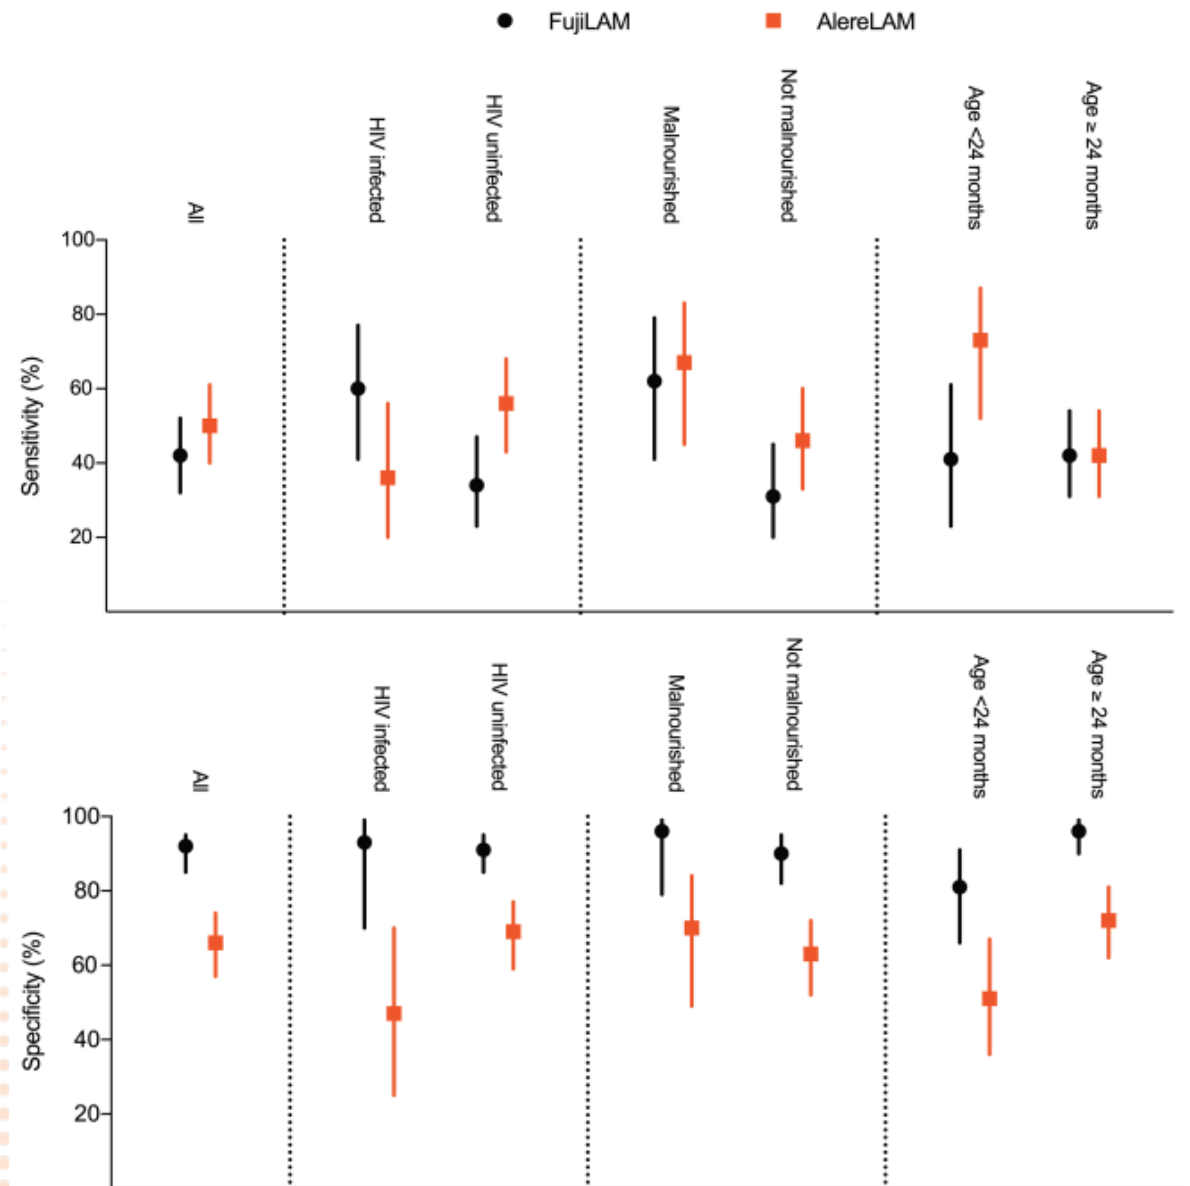 FujiLAM AlereLAM
All
HIV infected
HIV uninfected
Malnourished
Not malnourished
Age <24 months
Age ≥ 24 months
Sensitivity (%)
100
80
60
40
20
All
HIV infected
HIV uninfected
Malnourished
Not malnourished
Age <24 months
Age ≥ 24 months
Specificity (%)
100
80
60
40
20